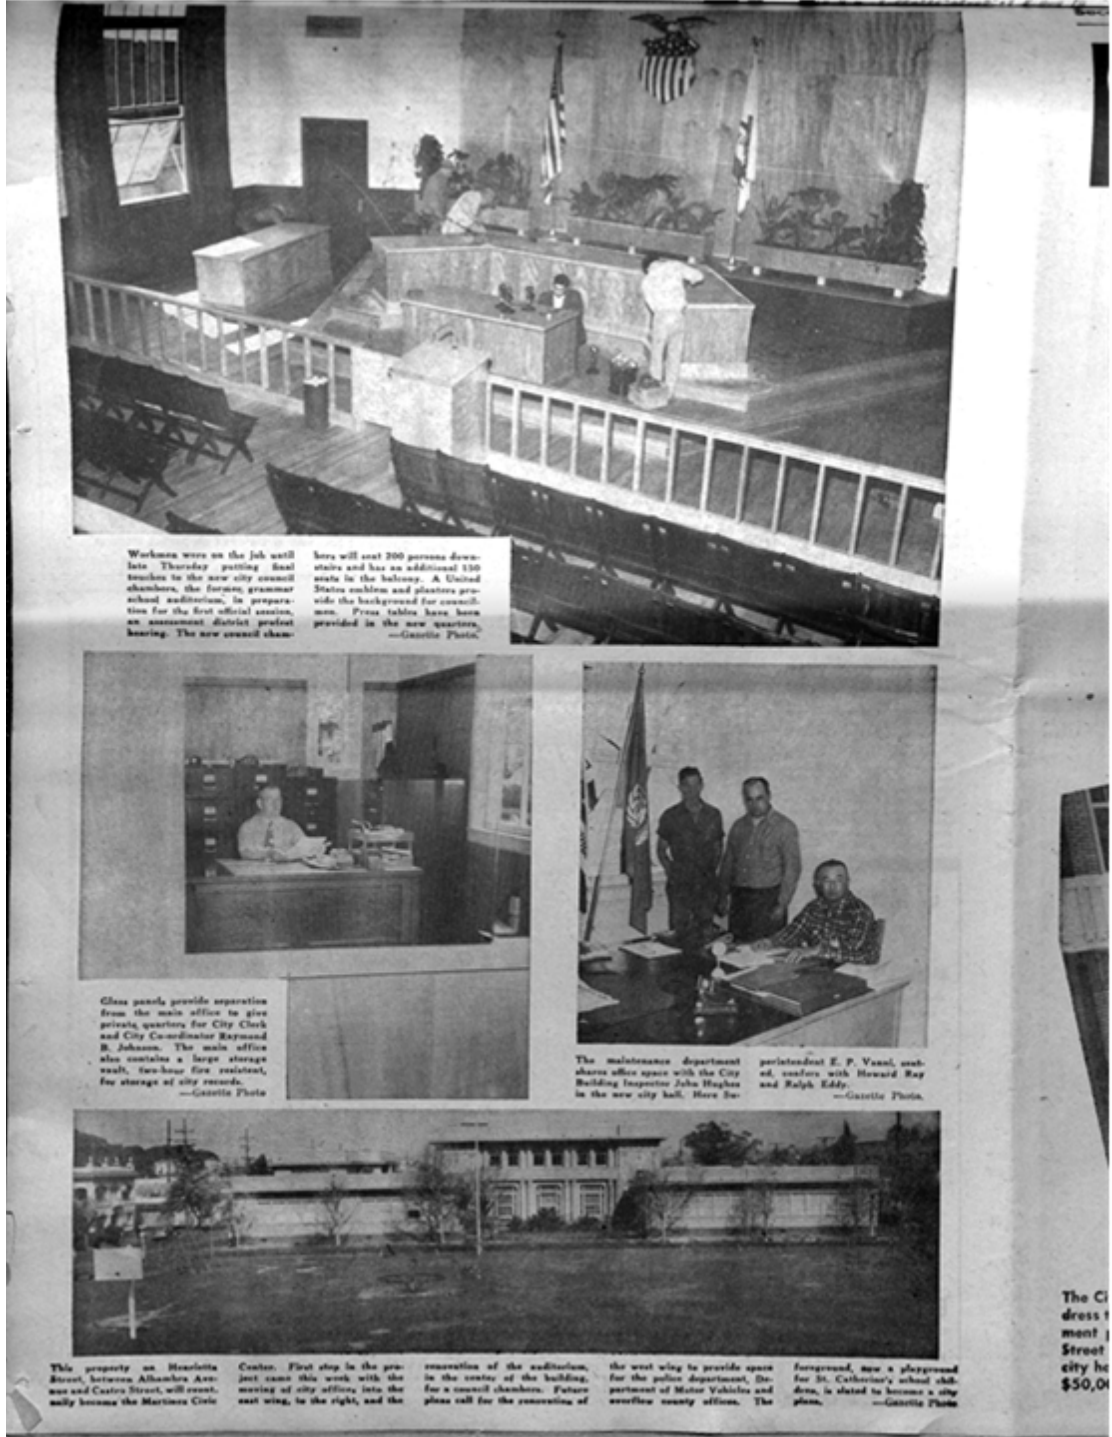 Workmen were on the job until
late Thursday putting final
touches to the new city council
chambers, the former grammar
school auditorium, in prepara-
tion for the first official session,
an assessment district protest
hearing. The new council cham-
bers will seat 200 persons down-
stairs and has an additional 150
seats in the balcony. A United
States emblem and planters pro-
vide the background for council-
men. Press tables have been
provided in the new quarters.
—Gazette Photo.
Glass panels provide separation
from the main office to give
private quarters for City Clerk
and City Co-ordinator Raymond
B. Johnson. The main office
also contains a large storage
vault, two-hour fire resistent,
for storage of city records.
—Gazette Photo
The maintenance department
shares office space with the City
Building Inspector John Hughes
in the new city hall. Here Su-
perintendent E. P. Vanni, seat-
ed, confers with Howard Ray
and Ralph Eddy.
—Gazette Photo.
This property on Henrietta
Street, between Alhambra Ave-
nue and Castro Street, will event-
ually become the Martinez Civic
Center. First step in the pro-
ject came this week with the
moving of city offices into the
east wing, to the right, and the
renovation of the auditorium,
in the center of the building,
for a council chambers. Future
plans call for the renovation of
the west wing to provide space
for the police department, De-
partment of Motor Vehicles and
overflow county offices. The
foreground, now a playground
for St. Catherine's school chil-
dren, is slated to become a city
plaza.
—Gazette Photo
The Ci
dress t
ment
Street
city ha
$50,00